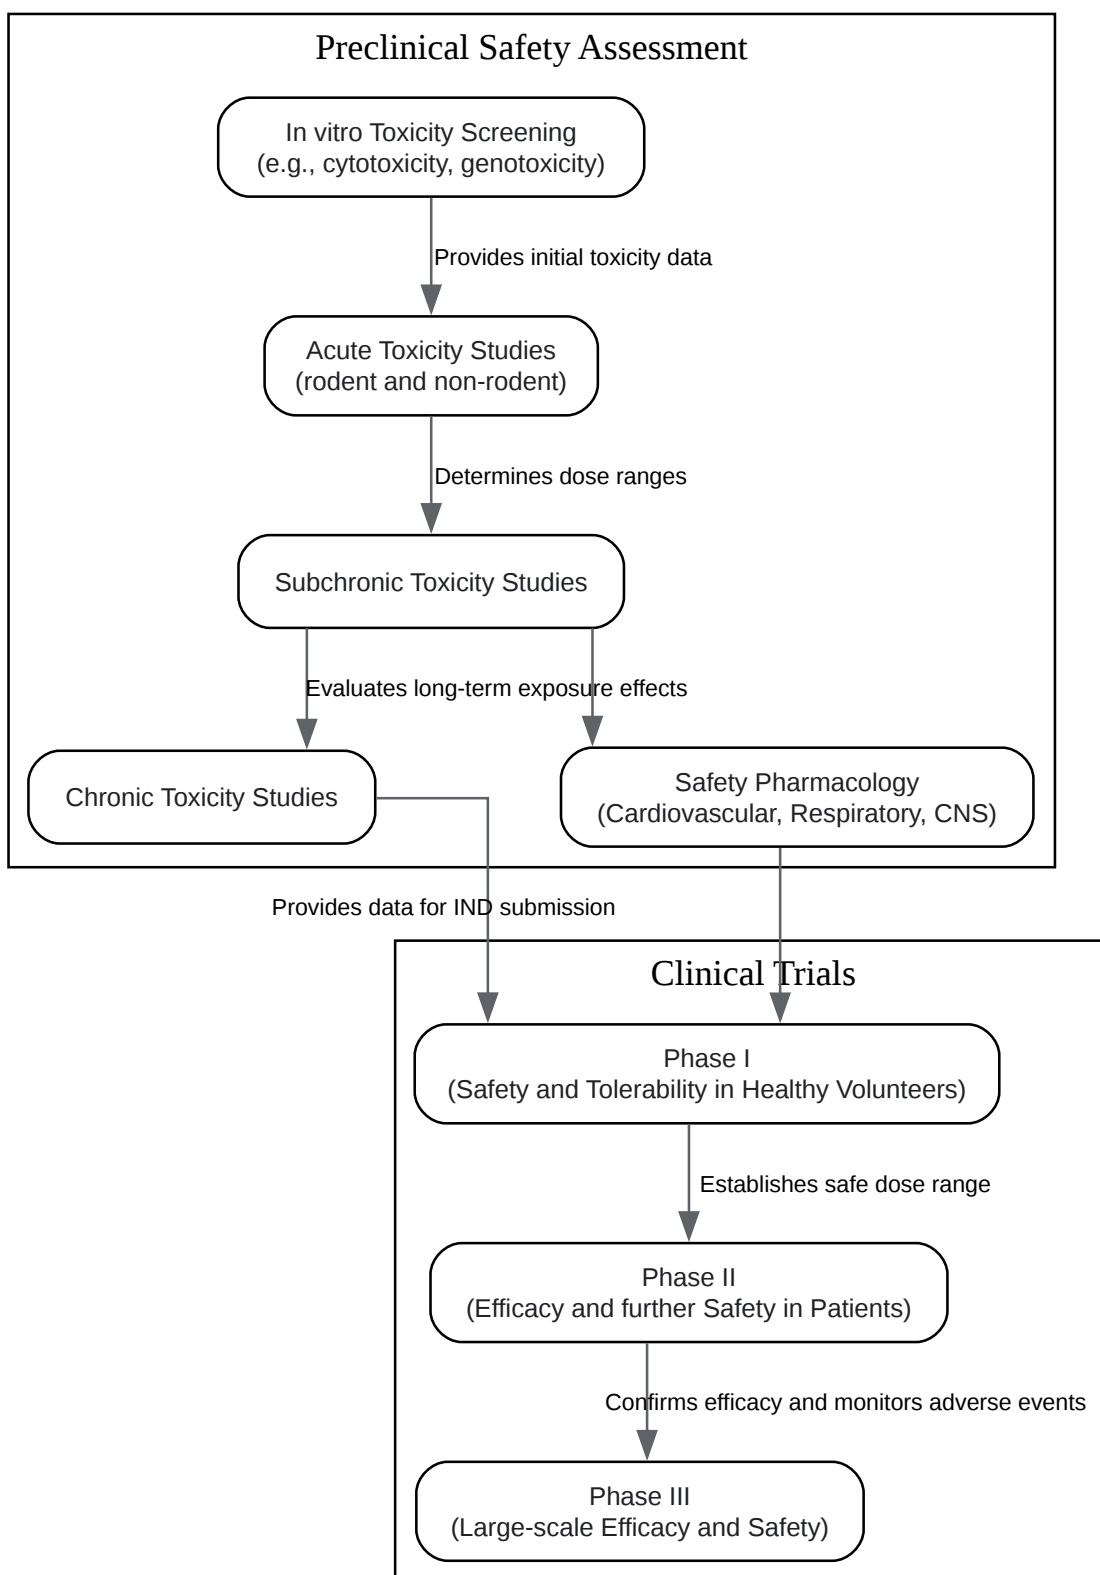 Preclinical Safety Assessment
In vitro Toxicity Screening
(e.g., cytotoxicity, genotoxicity)
Provides initial toxicity data
Acute Toxicity Studies
(rodent and non-rodent)
Determines dose ranges
Subchronic Toxicity Studies
Evaluates long-term exposure effects
Chronic Toxicity Studies
Safety Pharmacology
(Cardiovascular, Respiratory, CNS)
Provides data for IND submission
Clinical Trials
Phase I
(Safety and Tolerability in Healthy Volunteers)
Establishes safe dose range
Phase II
(Efficacy and further Safety in Patients)
Confirms efficacy and monitors adverse events
Phase III
(Large-scale Efficacy and Safety)